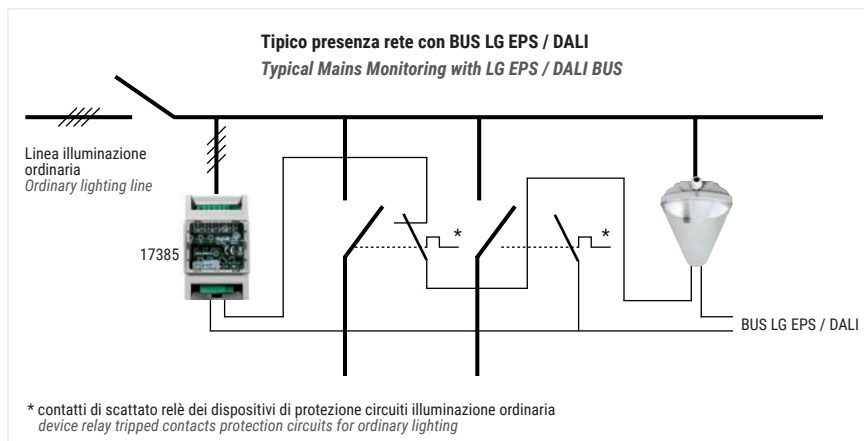 Tipico presenza rete con BUS LG EPS / DALI
Typical Mains Monitoring with LG EPS / DALI BUS
Linea illuminazione
ordinaria
Ordinary lighting line
17385
*
*
BUS LG EPS / DALI
* contatti di scattato relè dei dispositivi di protezione circuiti illuminazione ordinaria
device relay tripped contacts protection circuits for ordinary lighting